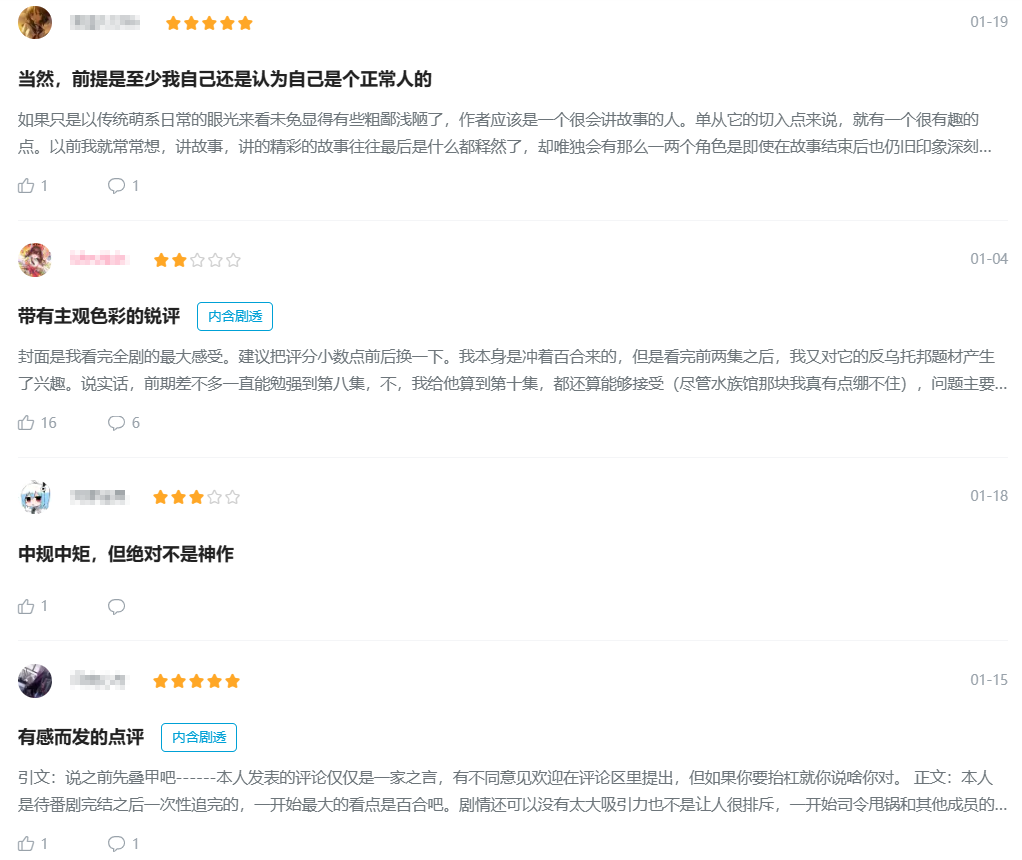 01-19
当然，前提是至少我自己还是认为自己是个正常人的
如果只是以传统萌系日常的眼光来看未免显得有些粗鄙浅陋了，作者应该是一个很会讲故事的人。单从它的切入点来说，就有一个很有趣的
点。以前我就常常想，讲故事，讲的精彩的故事往往最后是什么都释然了，却唯独会有那么一两个角色是即使在故事结束后也仍旧印象深刻...
1 1
01-04
带有主观色彩的锐评 内含剧透
封面是我看完全剧的最大感受。建议把评分小数点前后换一下。我本身是冲着百合来的，但是看完前两集之后，我又对它的反乌托邦题材产生
了兴趣。说实话，前期差不多一直能勉强到第八集，不，我给他算到第十集，都还算能够接受（尽管水族馆那块我真有点绷不住），问题主要...
16 6
01-18
中规中矩，但绝对不是神作
1
01-15
有感而发的点评 内含剧透
引文：说之前先叠甲吧------本人发表的评论仅仅是一家之言，有不同意见欢迎在评论区里提出，但如果你要抬杠就你说啥你对。 正文：本人
是待番剧完结之后一次性追完的，一开始最大的看点是百合吧。剧情还可以没有太大吸引力也不是让人很排斥，一开始司令甩锅和其他成员的...
1 1